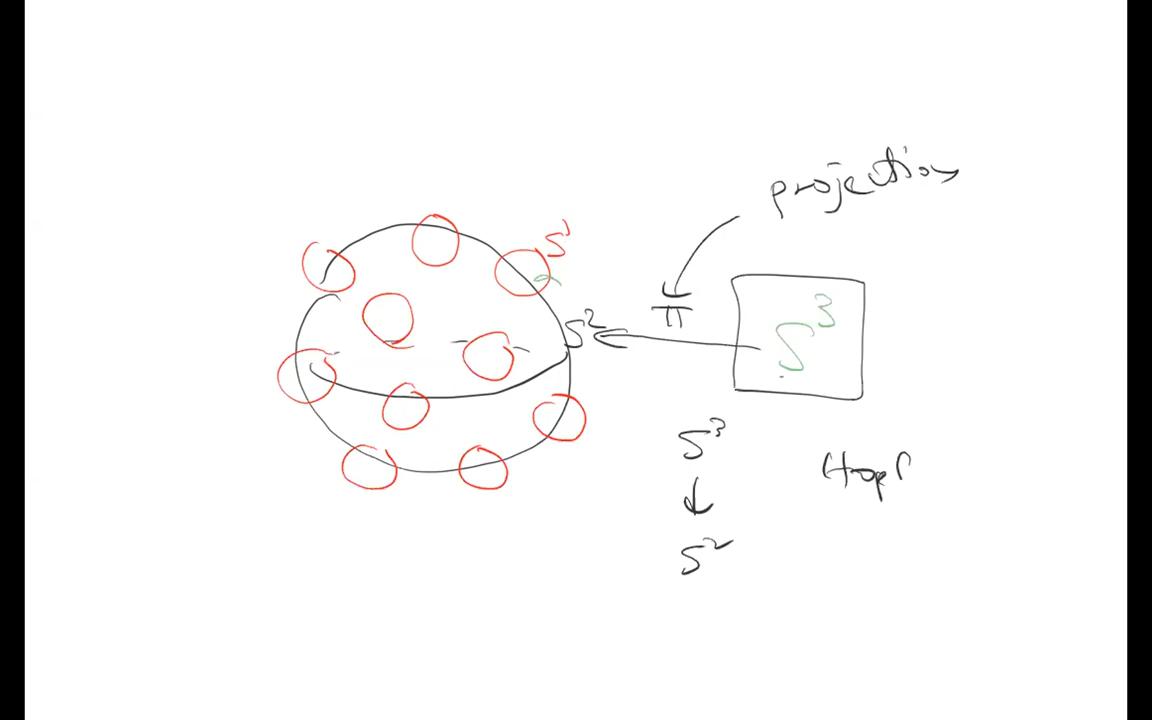 projection
S¹
π
S²
S³
S³
↓
S²
Hopf